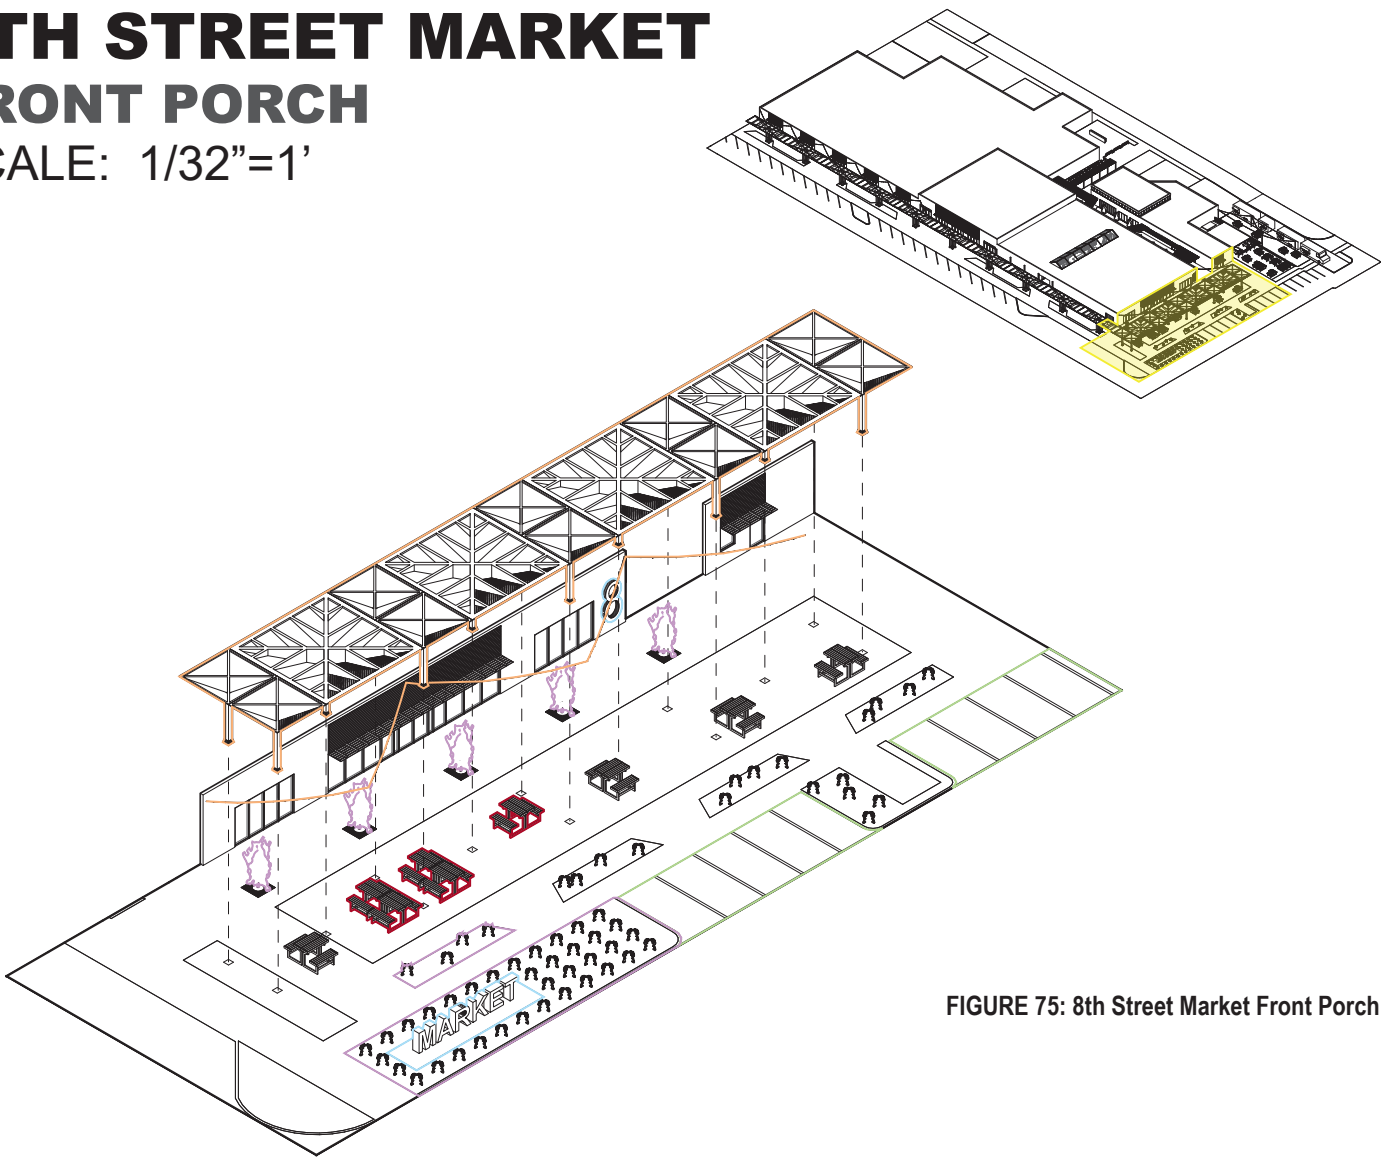 TH STREET MARKET
RONT PORCH
CALE: 1/32”=1’
8
MARKET
FIGURE 75: 8th Street Market Front Porch